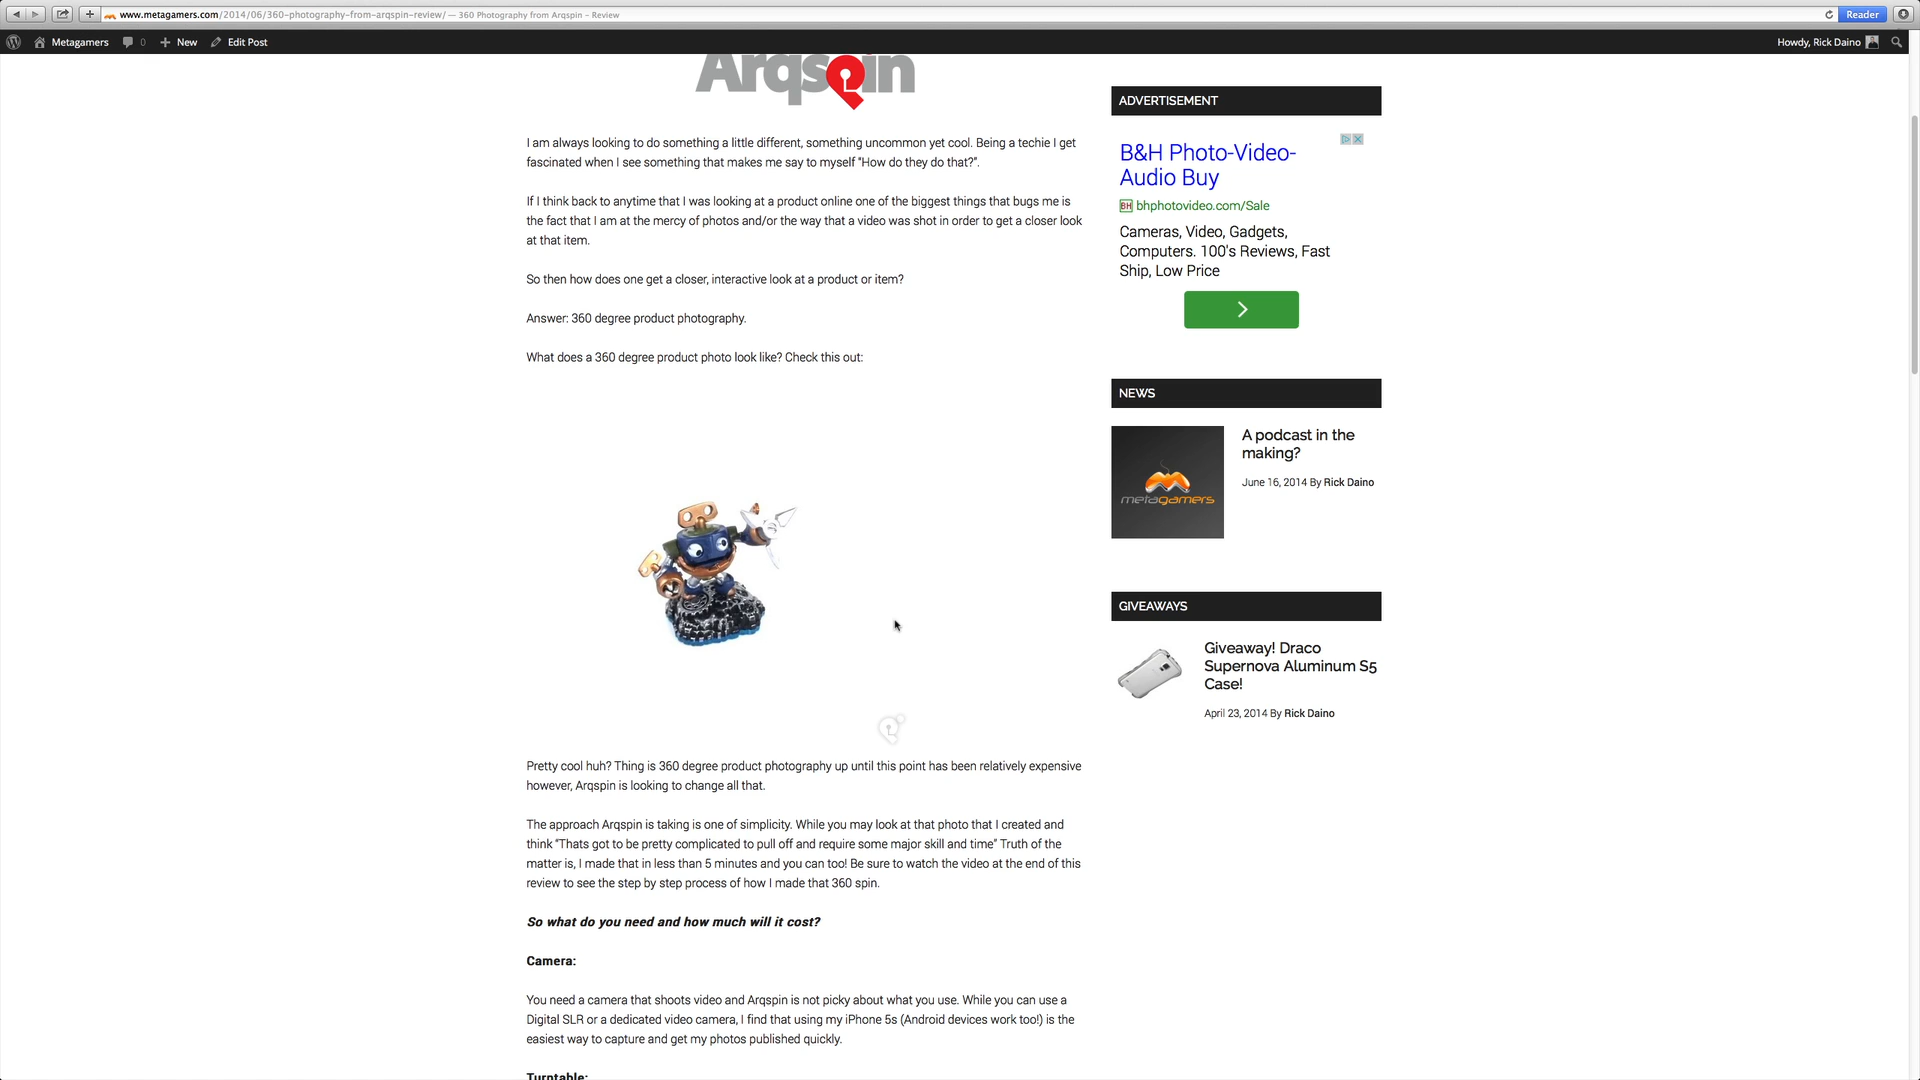 www.metagamers.com/2014/06/360-photography-from-arqspin-review/ — 360 Photography from Arqspin – Review
Reader
Metagamers
0
New
Edit Post
Howdy, Rick Daino
Arqspin
I am always looking to do something a little different, something uncommon yet cool. Being a techie I get
fascinated when I see something that makes me say to myself “How do they do that?”.
If I think back to anytime that I was looking at a product online one of the biggest things that bugs me is
the fact that I am at the mercy of photos and/or the way that a video was shot in order to get a closer look
at that item.
So then how does one get a closer, interactive look at a product or item?
Answer: 360 degree product photography.
What does a 360 degree product photo look like? Check this out:
Pretty cool huh? Thing is 360 degree product photography up until this point has been relatively expensive
however, Arqspin is looking to change all that.
The approach Arqspin is taking is one of simplicity. While you may look at that photo that I created and
think “Thats got to be pretty complicated to pull off and require some major skill and time” Truth of the
matter is, I made that in less than 5 minutes and you can too! Be sure to watch the video at the end of this
review to see the step by step process of how I made that 360 spin.
So what do you need and how much will it cost?
Camera:
You need a camera that shoots video and Arqspin is not picky about what you use. While you can use a
Digital SLR or a dedicated video camera, I find that using my iPhone 5s (Android devices work too!) is the
easiest way to capture and get my photos published quickly.
Turntable:
ADVERTISEMENT
B&H Photo-Video-
Audio Buy
BH bhphotovideo.com/Sale
Cameras, Video, Gadgets,
Computers. 100's Reviews, Fast
Ship, Low Price
NEWS
metagamers
A podcast in the
making?
June 16, 2014 By Rick Daino
GIVEAWAYS
Giveaway! Draco
Supernova Aluminum S5
Case!
April 23, 2014 By Rick Daino